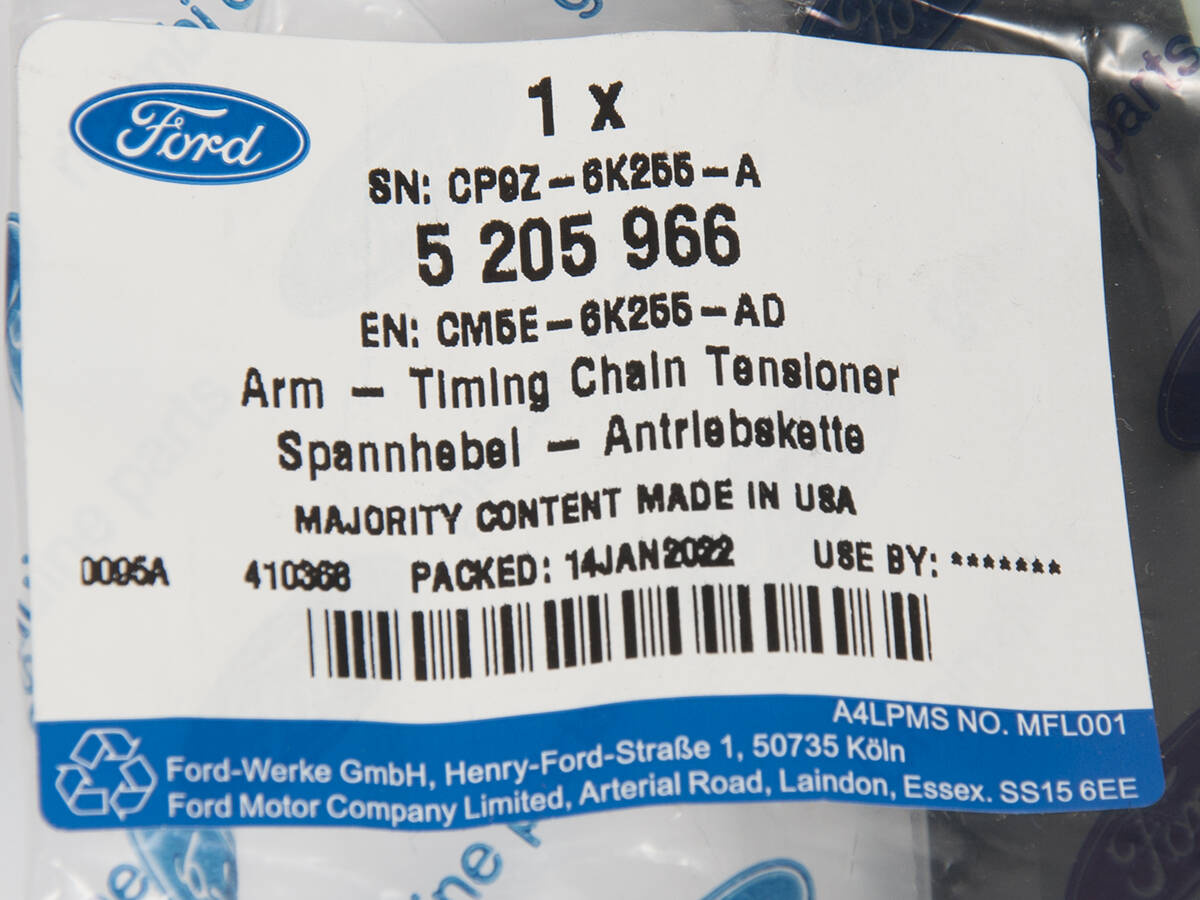 Ford
1 x
SN: CP9Z-6K255-A
5 205 966
EN: CM5E-6K255-AD
Arm - Timing Chain Tensioner
Spannhebel - Antriebskette
MAJORITY CONTENT MADE IN USA
0095A 410368 PACKED: 14JAN2022 USE BY: *******
A4LPMS NO. MFL001
Ford-Werke GmbH, Henry-Ford-Straße 1, 50735 Köln
Ford Motor Company Limited, Arterial Road, Laindon, Essex. SS15 6EE
parts
Ford